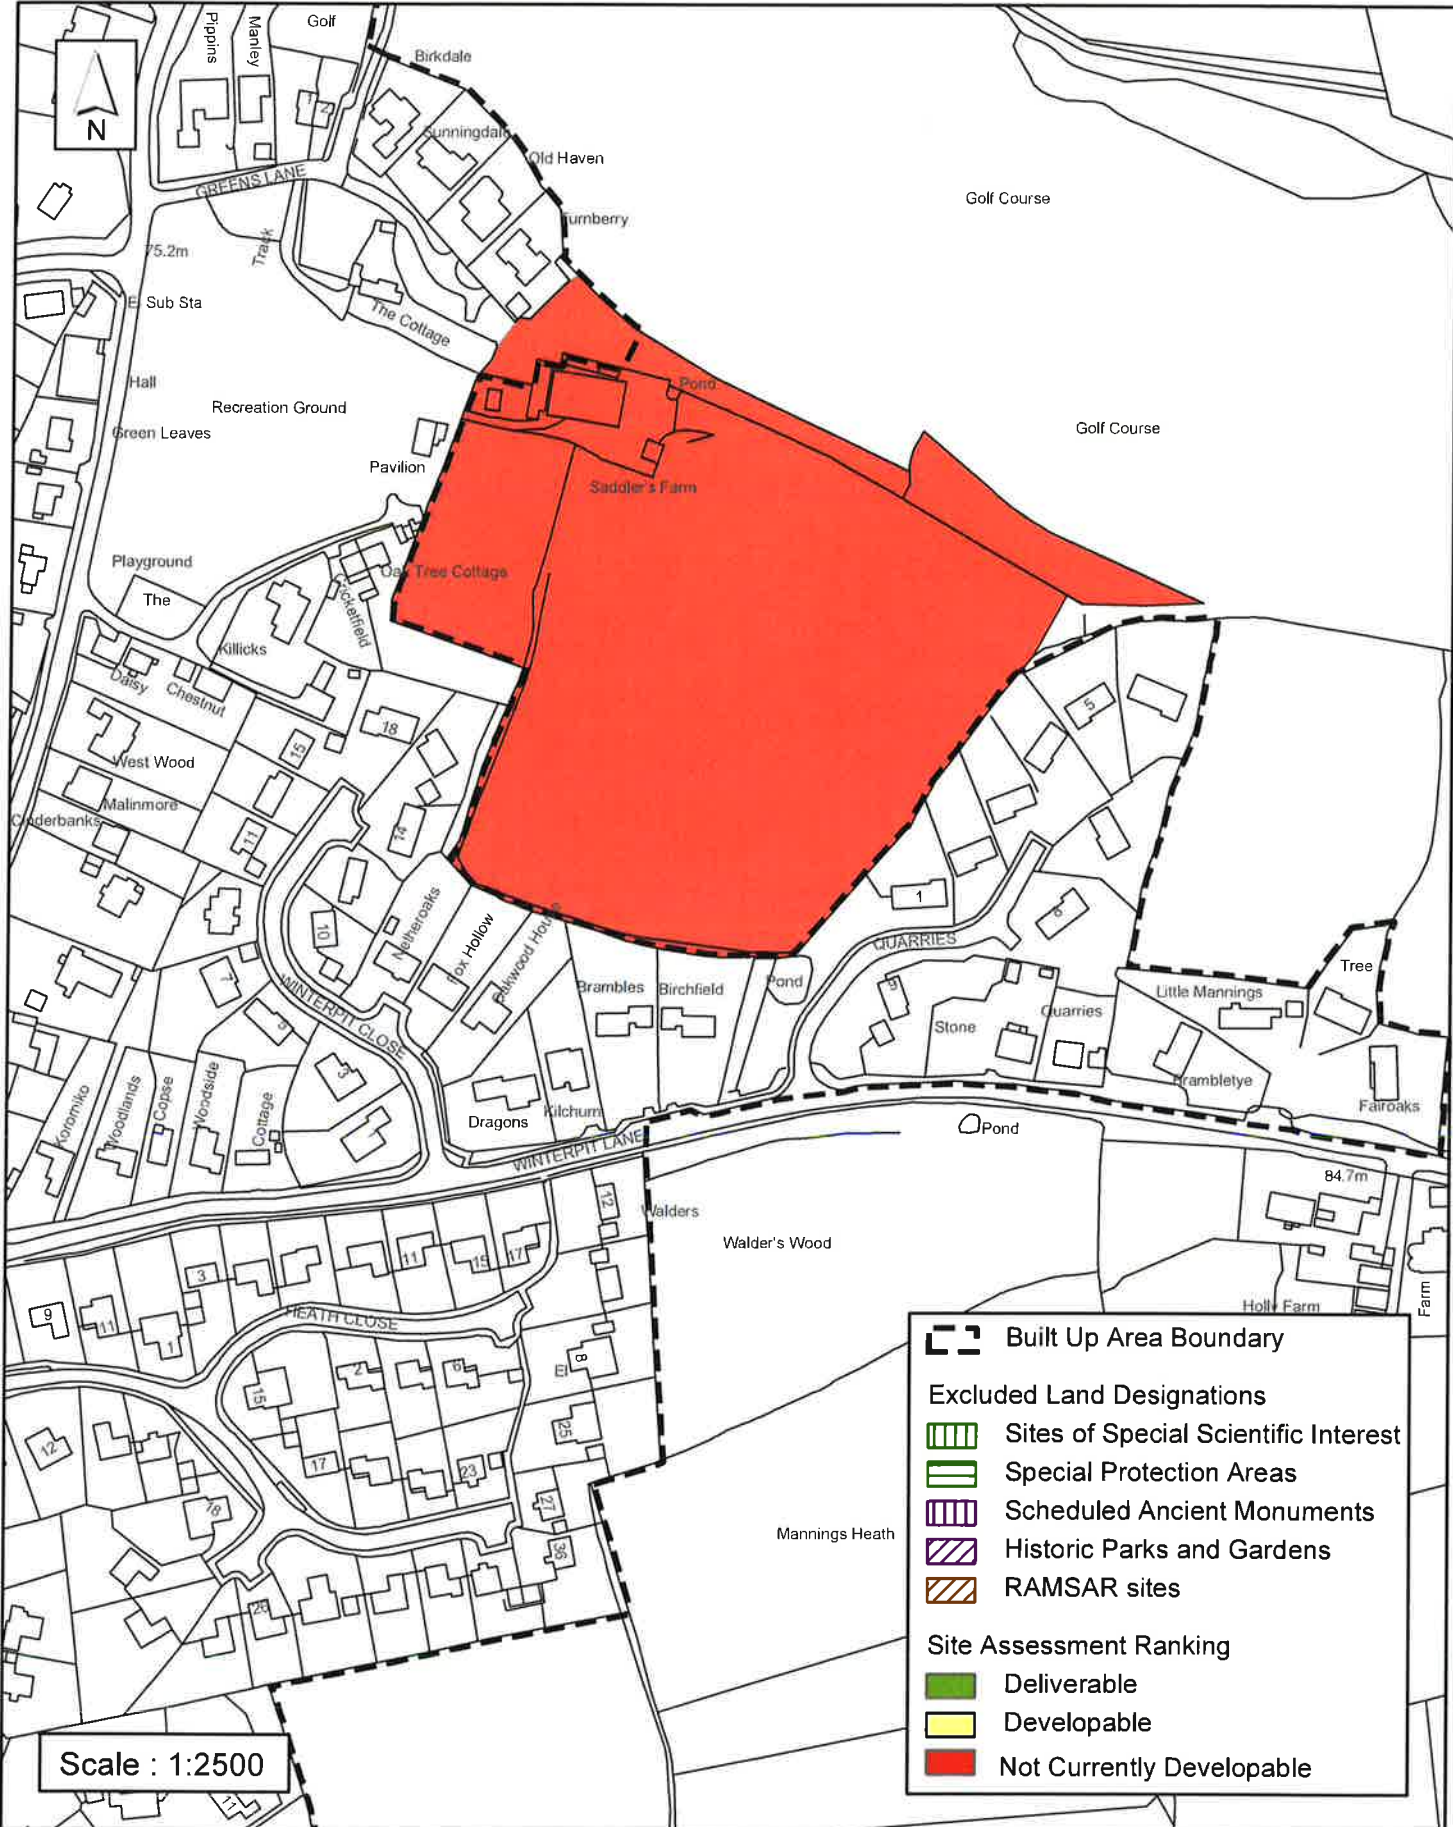 Pippins
Manley
Golf
Birkdale
N
1
2
Sunningdale
Old Haven
GREENS LANE
Turnberry
Golf Course
75.2m
Track
El Sub Sta
The Cottage
Hall
Pond
Recreation Ground
Green Leaves
Golf Course
Pavilion
Saddler's Farm
Playground
Oak Tree Cottage
The
Cricketfield
Killicks
Daisy
Chestnut
18
5
15
West Wood
Malinmore
Cinderbanks
11
14
1
Netheroaks
Fox Hollow
Oakwood House
10
QUARRIES
Tree
7
WINTERPIT CLOSE
Brambles
Birchfield
Pond
9
Little Mannings
Quarries
Stone
5
3
Brambletye
Koromiko
Woodlands
Copse
Woodside
Cottage
Dragons
Kilchurn
Fairoaks
Pond
WINTERPIT LANE
84.7m
12
Walders
Walder's Wood
11
15
17
3
Holly Farm
Farm
9
11
1
HEATH CLOSE
8
El
2
6
15
25
12
17
23
27
18
36
Mannings Heath
26
11
Built Up Area Boundary
Excluded Land Designations
Sites of Special Scientific Interest
Special Protection Areas
Scheduled Ancient Monuments
Historic Parks and Gardens
RAMSAR sites
Site Assessment Ranking
Deliverable
Developable
Not Currently Developable
Scale : 1:2500